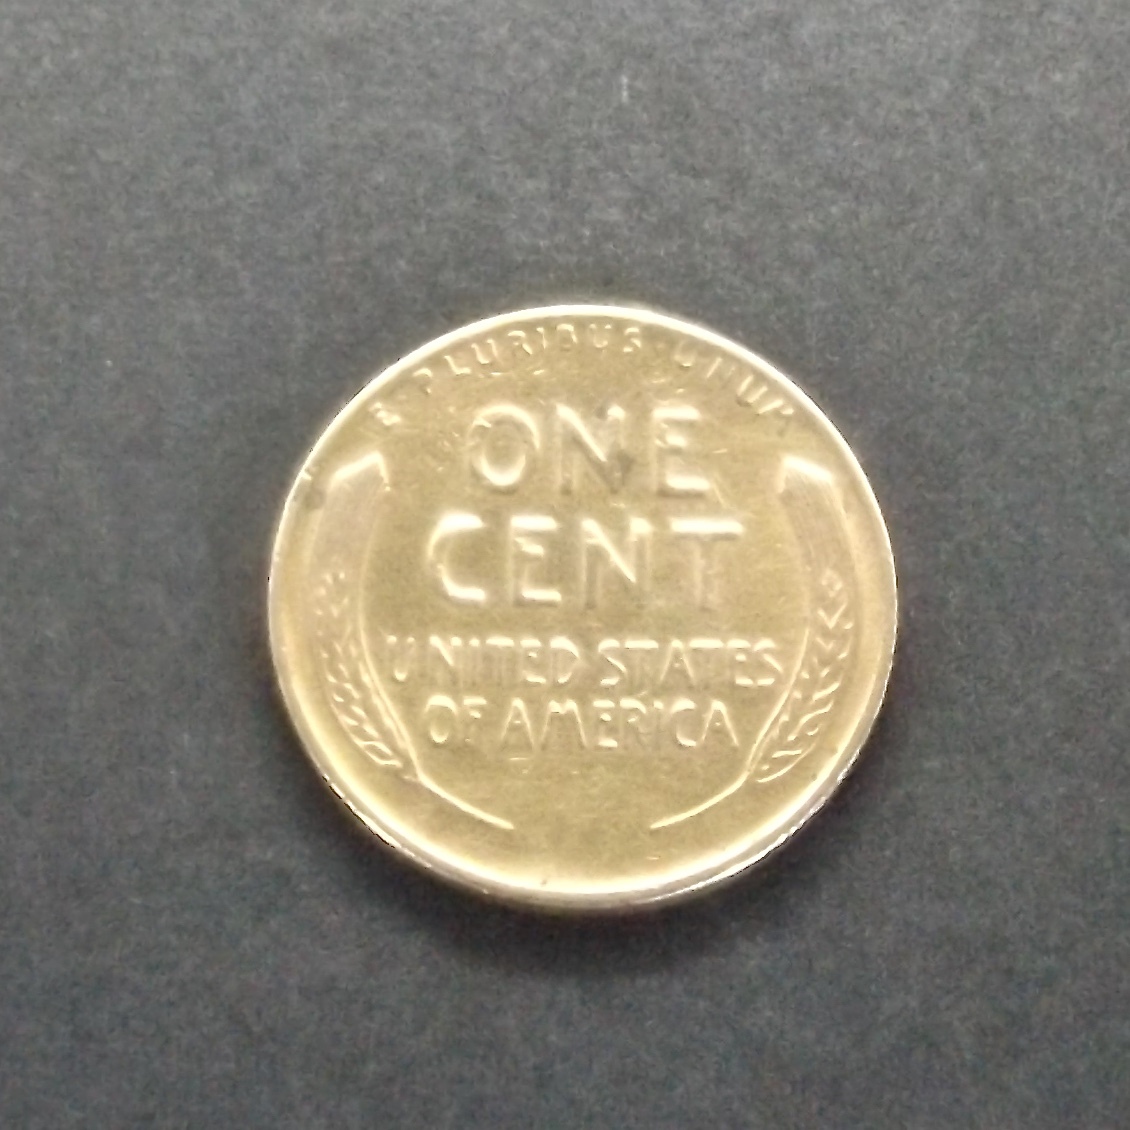 E·PLURIBUS·UNUM
ONE
CENT
UNITED STATES
OF AMERICA